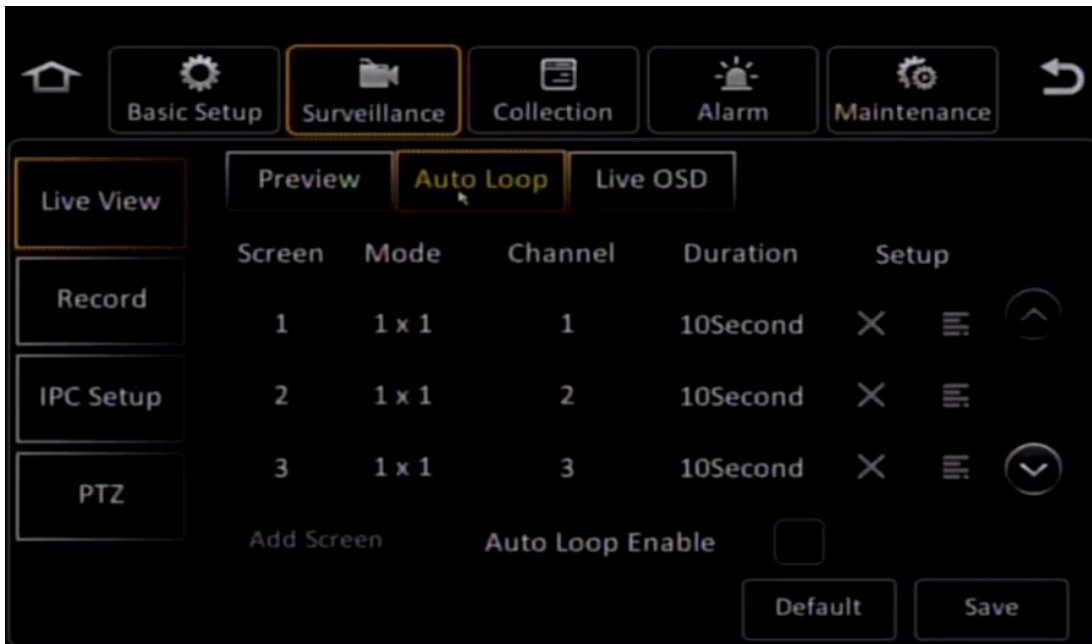 Basic Setup
Surveillance
Collection
Alarm
Maintenance
Live View
Record
IPC Setup
PTZ
Preview
Auto Loop
Live OSD
Screen Mode Channel Duration Setup
1 1 x 1 1 10Second
2 1 x 1 2 10Second
3 1 x 1 3 10Second
Add Screen
Auto Loop Enable
Default
Save